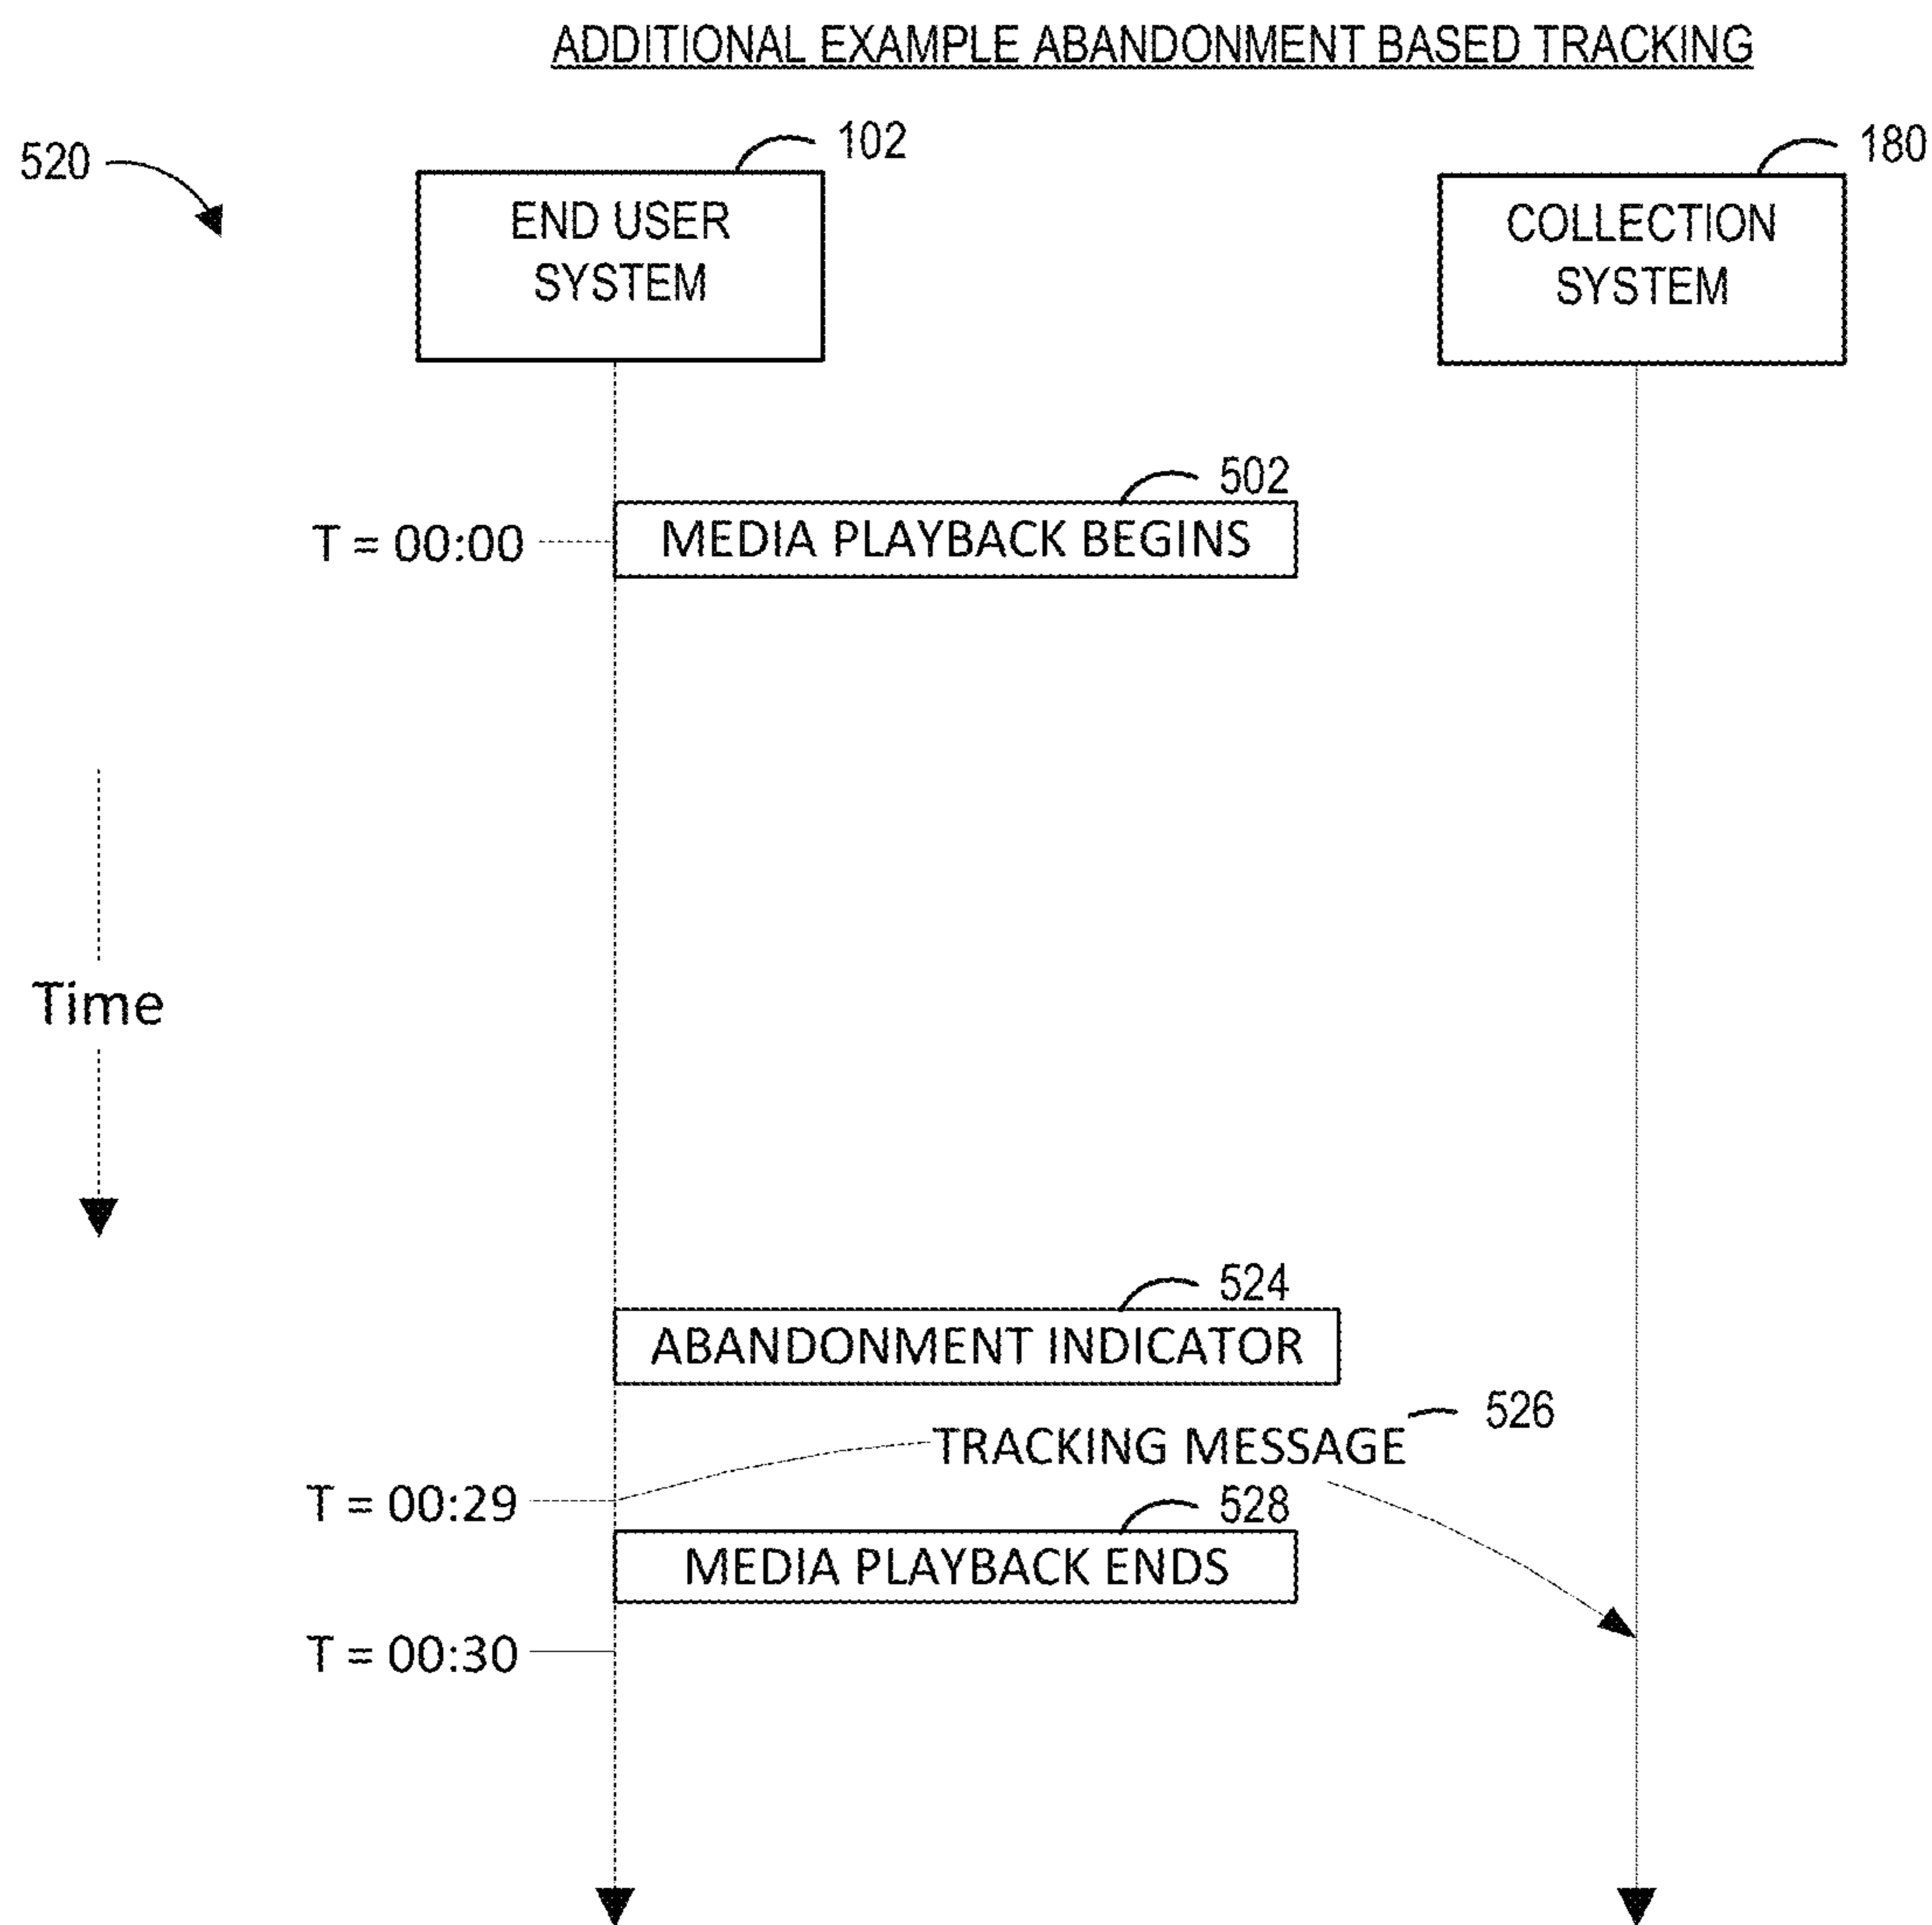 ADDITIONAL EXAMPLE ABANDONMENT BASED TRACKING
520
102
180
END USER
SYSTEM
COLLECTION
SYSTEM
502
T = 00:00
MEDIA PLAYBACK BEGINS
Time
524
ABANDONMENT INDICATOR
526
TRACKING MESSAGE
T = 00:29
528
MEDIA PLAYBACK ENDS
T = 00:30